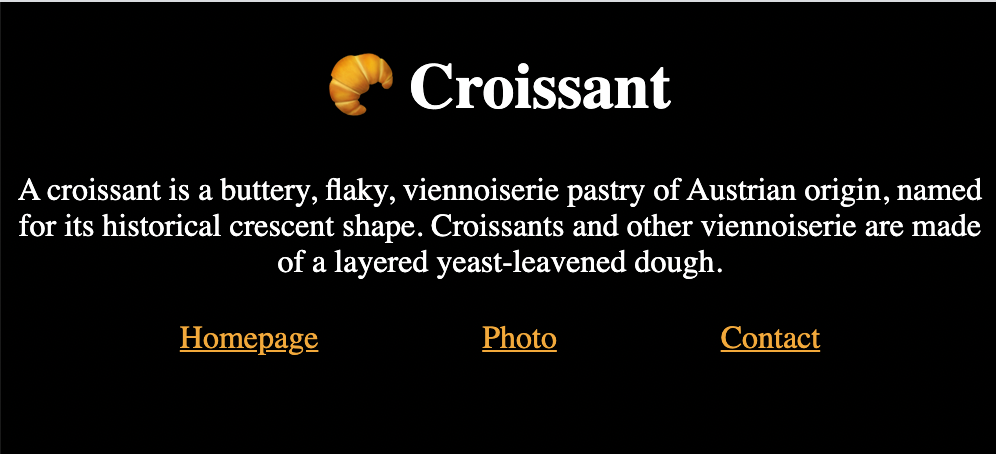 🥐 Croissant
A croissant is a buttery, flaky, viennoiserie pastry of Austrian origin, named
for its historical crescent shape. Croissants and other viennoiserie are made
of a layered yeast-leavened dough.
Homepage Photo Contact